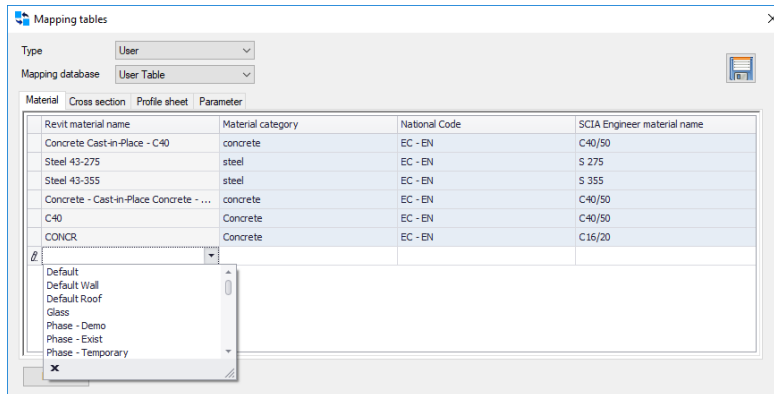 Mapping tables
Type User
Mapping database User Table
Material Cross section Profile sheet Parameter
Revit material name Material category National Code SCIA Engineer material name
Concrete Cast-in-Place - C40 concrete EC - EN C40/50
Steel 43-275 steel EC - EN S 275
Steel 43-355 steel EC - EN S 355
Concrete - Cast-in-Place Concrete - ... concrete EC - EN C40/50
C40 Concrete EC - EN C40/50
CONCR Concrete EC - EN C16/20
Default
Default Wall
Default Roof
Glass
Phase - Demo
Phase - Exist
Phase - Temporary